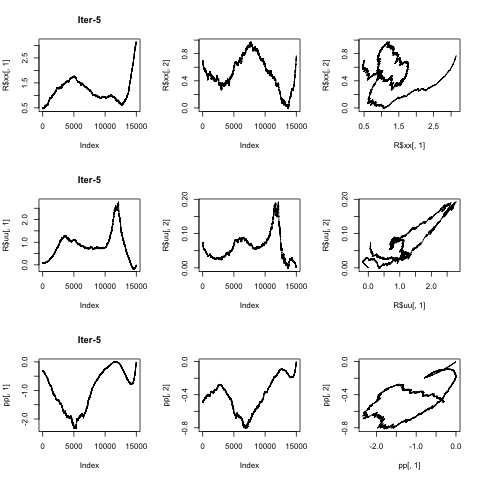 Iter-5
R$xx[, 1]
0.5 1.5 2.5
0 5000 10000 15000
Index
R$xx[, 2]
0.0 0.4 0.8
0 5000 10000 15000
Index
R$xx[, 2]
0.0 0.4 0.8
0.5 1.5 2.5
R$xx[, 1]
Iter-5
R$uu[, 1]
0.0 1.0 2.0
0 5000 10000 15000
Index
R$uu[, 2]
0.00 0.10 0.20
0 5000 10000 15000
Index
R$uu[, 2]
0.00 0.10 0.20
0.0 1.0 2.0
R$uu[, 1]
Iter-5
pp[, 1]
-2.0 -1.0 0.0
0 5000 10000 15000
Index
pp[, 2]
-0.8 -0.4 0.0
0 5000 10000 15000
Index
pp[, 2]
-0.8 -0.4 0.0
-2.0 -1.0 0.0
pp[, 1]